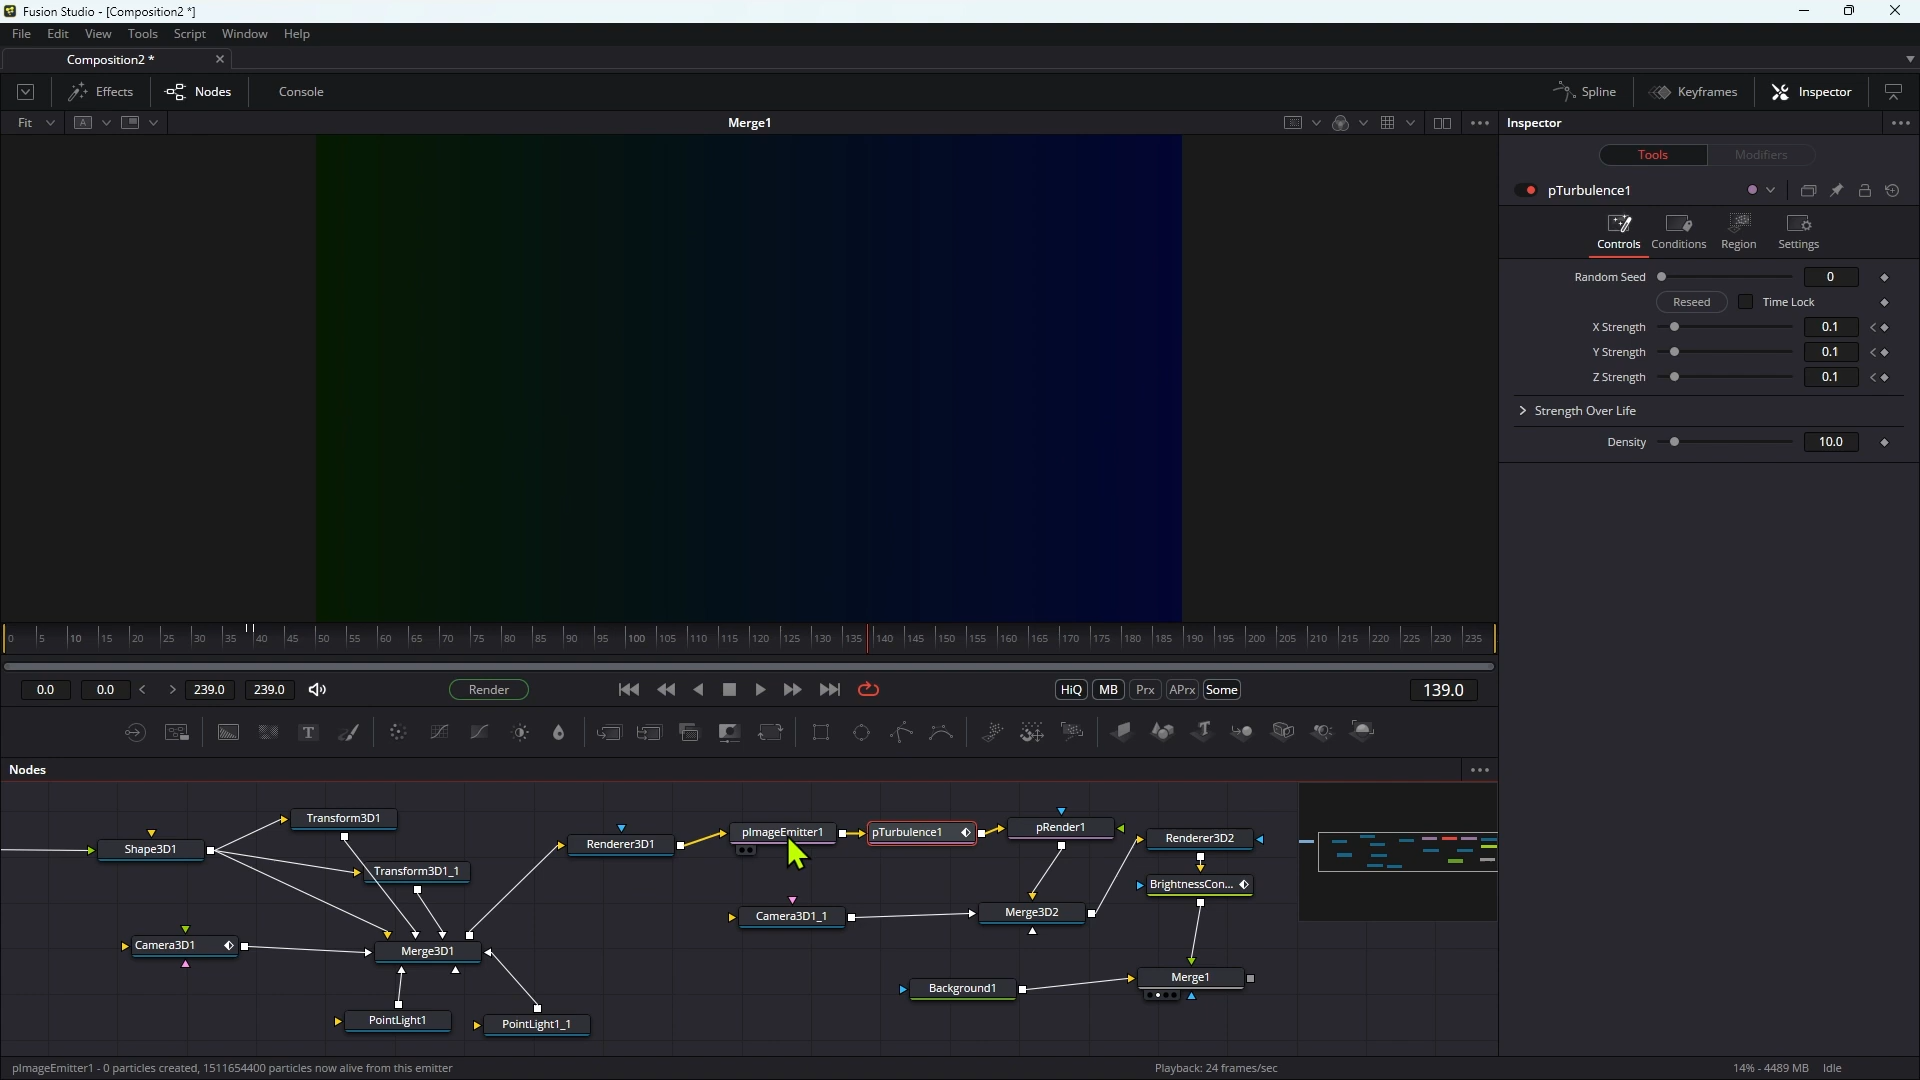 Fusion Studio - [Composition2 *]
File Edit View Tools Script Window Help
Composition2 *
Effects Nodes Console Spline Keyframes Inspector
Fit A Merge1 Inspector
Tools Modifiers
pTurbulence1
Controls Conditions Region Settings
Random Seed 0
Reseed Time Lock
X Strength 0.1
Y Strength 0.1
Z Strength 0.1
Strength Over Life
Density 10.0
0 5 10 15 20 25 30 35 40 45 50 55 60 65 70 75 80 85 90 95 100 105 110 115 120 125 130 135 140 145 150 155 160 165 170 175 180 185 190 195 200 205 210 215 220 225 230 235
0.0 0.0 < > 239.0 239.0 Render HiQ MB Prx APrx Some 139.0
T T
Nodes
Transform3D1
Shape3D1
Transform3D1_1
Camera3D1
Merge3D1
PointLight1
PointLight1_1
Renderer3D1
pImageEmitter1
pTurbulence1
pRender1
Renderer3D2
BrightnessCon...
Camera3D1_1
Merge3D2
Background1
Merge1
pImageEmitter1 - 0 particles created, 1511654400 particles now alive from this emitter Playback: 24 frames/sec 14% - 4489 MB Idle